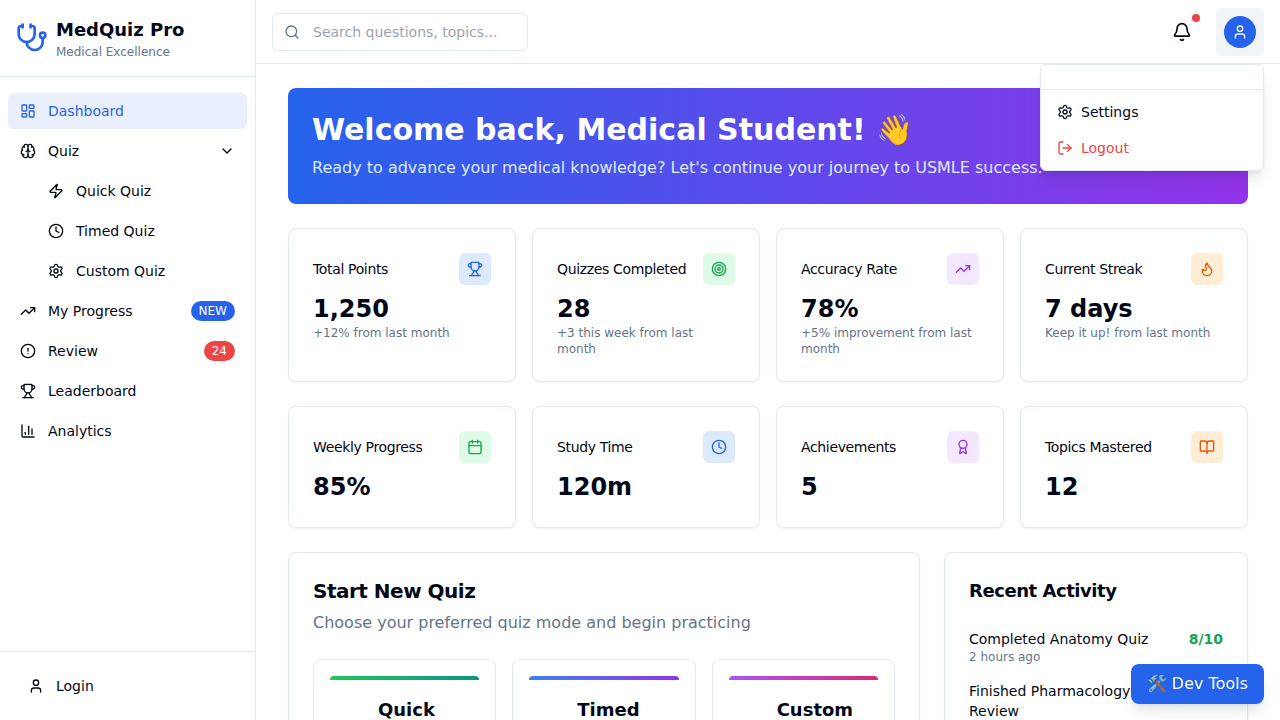 MedQuiz Pro
Medical Excellence
Dashboard
Quiz
Quick Quiz
Timed Quiz
Custom Quiz
My Progress NEW
Review 24
Leaderboard
Analytics
Login
Search questions, topics...
Settings
Logout
Welcome back, Medical Student! 👋
Ready to advance your medical knowledge? Let's continue your journey to USMLE success.
Total Points
1,250
+12% from last month
Quizzes Completed
28
+3 this week from last
month
Accuracy Rate
78%
+5% improvement from last
month
Current Streak
7 days
Keep it up! from last month
Weekly Progress
85%
Study Time
120m
Achievements
5
Topics Mastered
12
Start New Quiz
Choose your preferred quiz mode and begin practicing
Quick
Timed
Custom
Recent Activity
Completed Anatomy Quiz 8/10
2 hours ago
Finished Pharmacology
Review
🛠️ Dev Tools